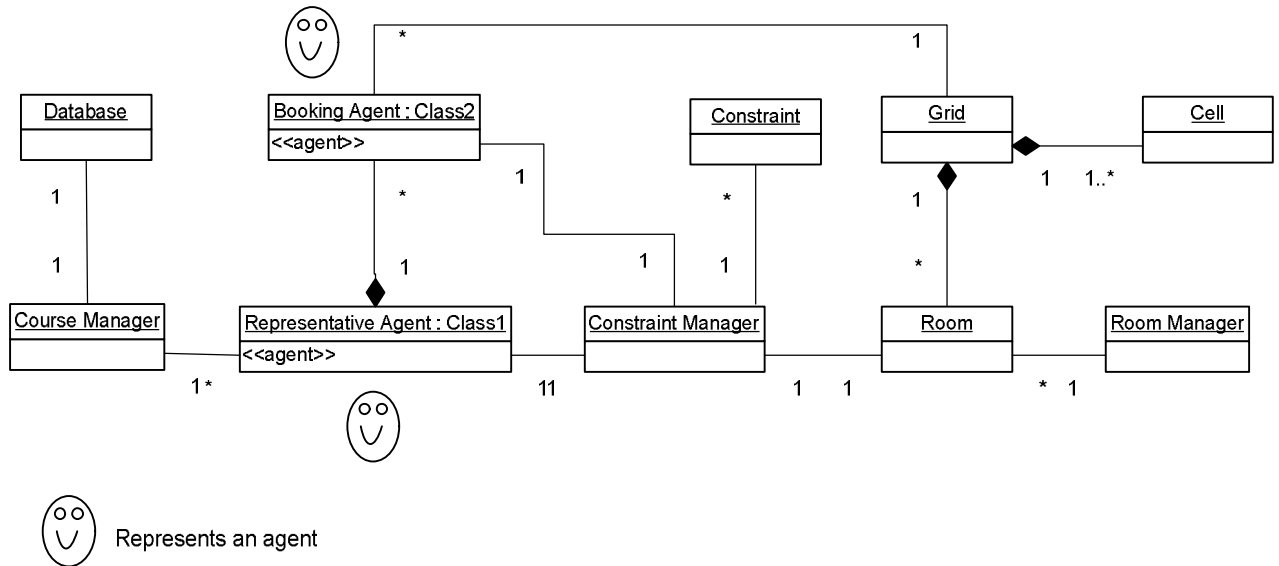 * 1
Database
Booking Agent : Class2
<<agent>>
Constraint
Grid
Cell
1
1
*
1
*
1
1
1..*
1
1
1
1
*
Course Manager
Representative Agent : Class1
<<agent>>
Constraint Manager
Room
Room Manager
1 *
11
1 1
* 1
Represents an agent